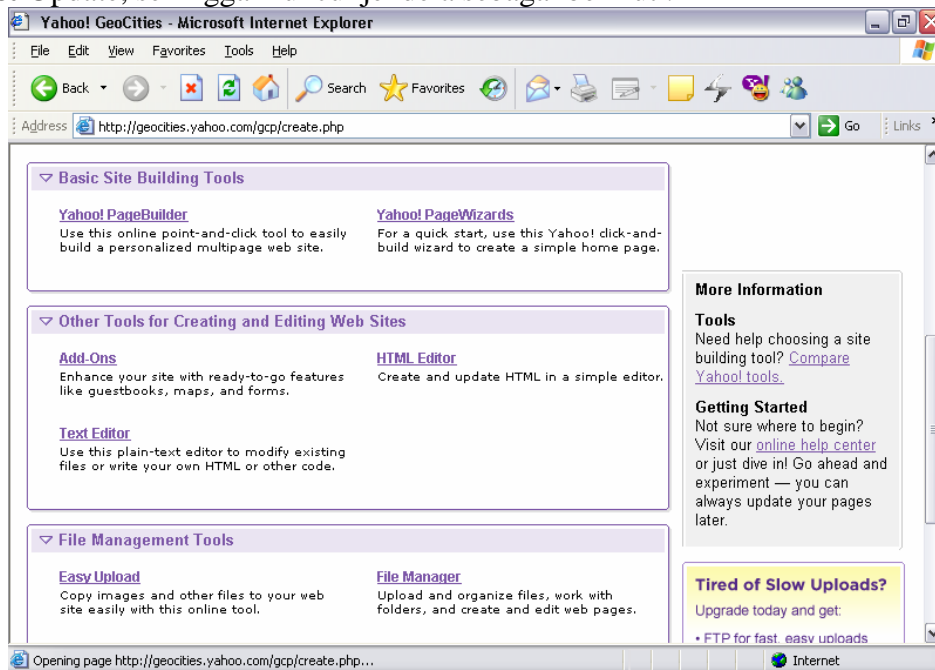 Update, sehingga
Yahoo! GeoCities - Microsoft Internet Explorer
File Edit View Favorites Tools Help
Back Search Favorites
Address http://geocities.yahoo.com/gcp/create.php Go Links
Basic Site Building Tools
Yahoo! PageBuilder
Use this online point-and-click tool to easily
build a personalized multipage web site.
Yahoo! PageWizards
For a quick start, use this Yahoo! click-and-
build wizard to create a simple home page.
Other Tools for Creating and Editing Web Sites
Add-Ons
Enhance your site with ready-to-go features
like guestbooks, maps, and forms.
HTML Editor
Create and update HTML in a simple editor.
Text Editor
Use this plain-text editor to modify existing
files or write your own HTML or other code.
File Management Tools
Easy Upload
Copy images and other files to your web
site easily with this online tool.
File Manager
Upload and organize files, work with
folders, and create and edit web pages.
More Information
Tools
Need help choosing a site
building tool? Compare
Yahoo! tools.
Getting Started
Not sure where to begin?
Visit our online help center
or just dive in! Go ahead and
experiment — you can
always update your pages
later.
Tired of Slow Uploads?
Upgrade today and get:
• FTP for fast, easy uploads
Opening page http://geocities.yahoo.com/gcp/create.php... Internet